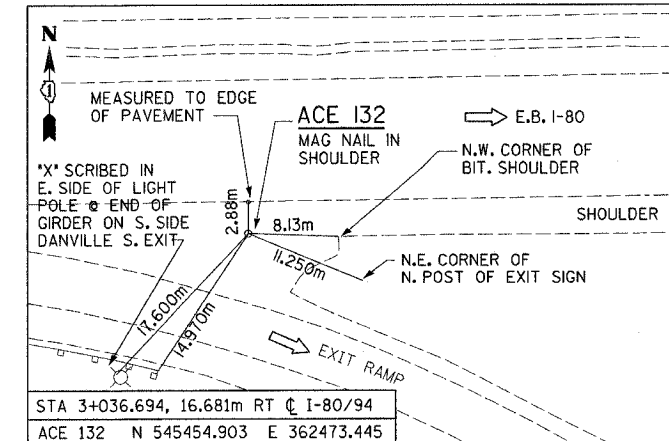 N
1
MEASURED TO EDGE
OF PAVEMENT
ACE 132
MAG NAIL IN
SHOULDER
E.B. I-80
N.W. CORNER OF
BIT. SHOULDER
"X" SCRIBED IN
E. SIDE OF LIGHT
POLE @ END OF
GIRDER ON S. SIDE
DANVILLE S. EXIT
2.88m
8.13m
SHOULDER
11.250m
N.E. CORNER OF
N. POST OF EXIT SIGN
17.600m
14.970m
EXIT RAMP
STA 3+036.694, 16.681m RT ℄ I-80/94
ACE 132 N 545454.903 E 362473.445